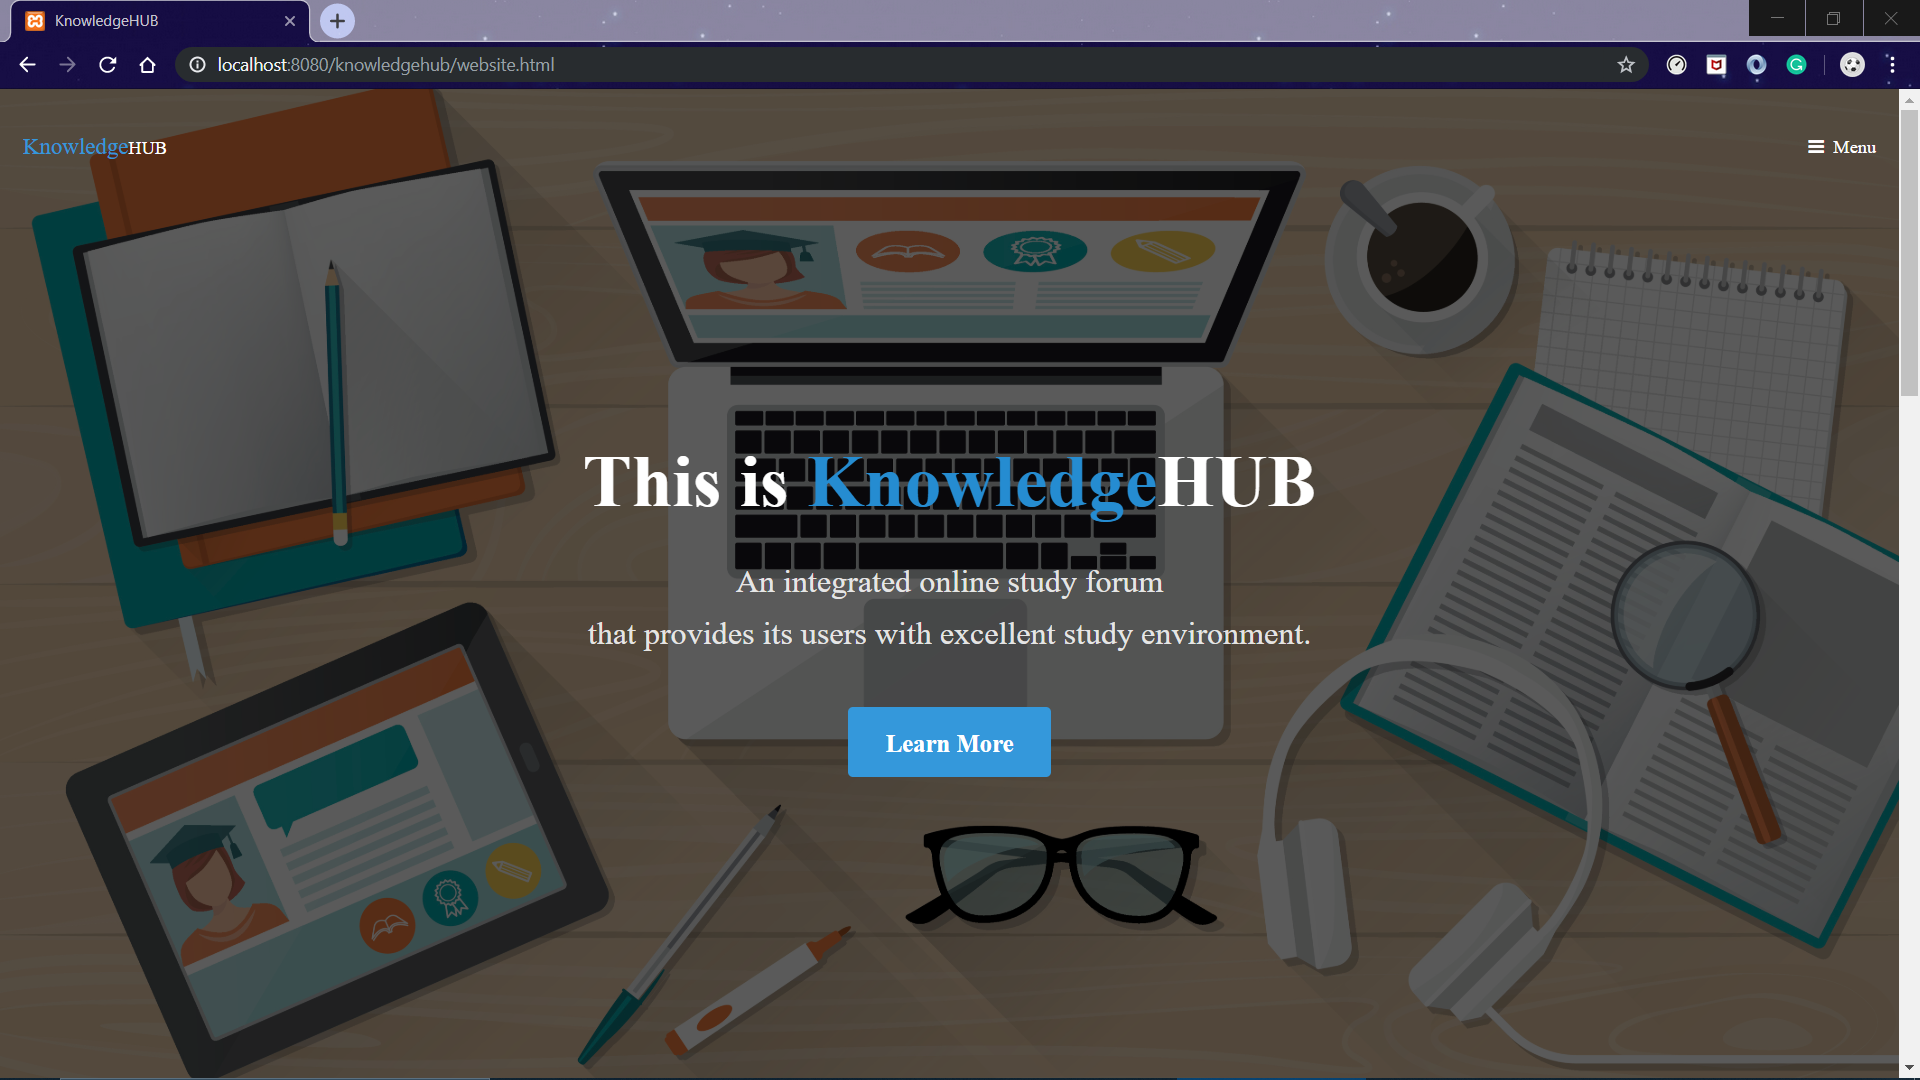 KnowledgeHUB
localhost:8080/knowledgehub/website.html
KnowledgeHUB
Menu
This is KnowledgeHUB
An integrated online study forum
that provides its users with excellent study environment.
Learn More